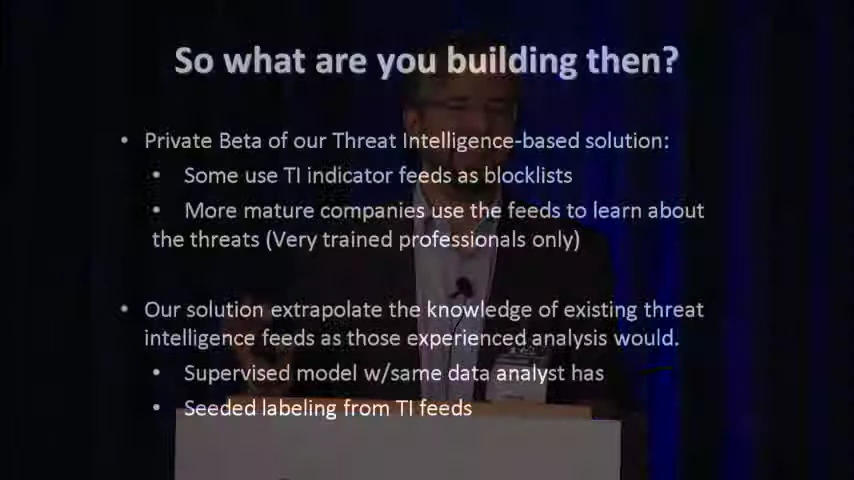 So what are you building then?
• Private Beta of our Threat Intelligence-based solution:
• Some use TI indicator feeds as blocklists
• More mature companies use the feeds to learn about
the threats (Very trained professionals only)
• Our solution extrapolate the knowledge of existing threat
intelligence feeds as those experienced analysis would.
• Supervised model w/same data analyst has
• Seeded labeling from TI feeds